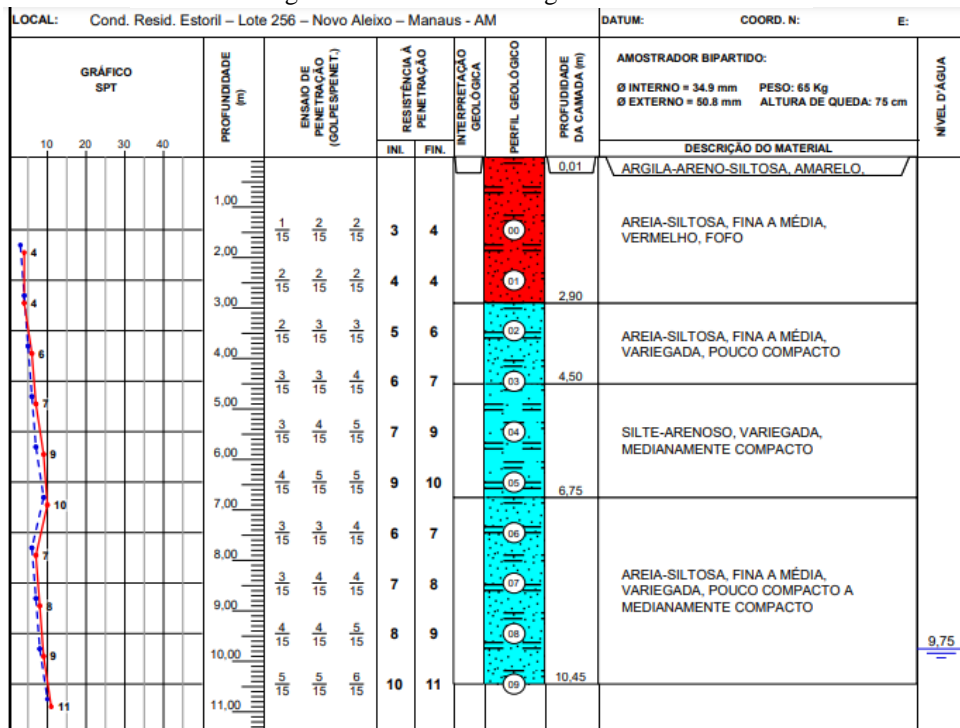 LOCAL: Cond. Resid. Estoril – Lote 256 – Novo Aleixo – Manaus - AM DATUM: COORD. N: E:
GRÁFICO
SPT
PROFUNDIDADE
(m)
ENSAIO DE
PENETRAÇÃO
(GOLPES/PENET.)
RESISTÊNCIA À
PENETRAÇÃO
INI. FIN.
INTERPRETAÇÃO
GEOLÓGICA
PERFIL GEOLÓGICO
PROFUDIDADE
DA CAMADA (m)
AMOSTRADOR BIPARTIDO:
Ø INTERNO = 34.9 mm PESO: 65 Kg
Ø EXTERNO = 50.8 mm ALTURA DE QUEDA: 75 cm
DESCRIÇÃO DO MATERIAL
NÍVEL D'ÁGUA
10 20 30 40
0,01 ARGILA-ARENO-SILTOSA, AMARELO,
1,00
1/15 2/15 2/15 3 4 00
AREIA-SILTOSA, FINA A MÉDIA,
VERMELHO, FOFO
4 2,00
2/15 2/15 2/15 4 4 01
2,90
4 3,00
2/15 3/15 3/15 5 6 02
AREIA-SILTOSA, FINA A MÉDIA,
VARIEGADA, POUCO COMPACTO
6 4,00
3/15 3/15 4/15 6 7 03
4,50
7 5,00
3/15 4/15 5/15 7 9 04
SILTE-ARENOSO, VARIEGADA,
MEDIANAMENTE COMPACTO
9 6,00
4/15 5/15 5/15 9 10 05
6,75
10 7,00
3/15 3/15 4/15 6 7 06
7 8,00
3/15 4/15 4/15 7 8 07
AREIA-SILTOSA, FINA A MÉDIA,
VARIEGADA, POUCO COMPACTO A
MEDIANAMENTE COMPACTO
8 9,00
4/15 4/15 5/15 8 9 08
9,75
9 10,00
10,45
5/15 5/15 6/15 10 11 09
11 11,00